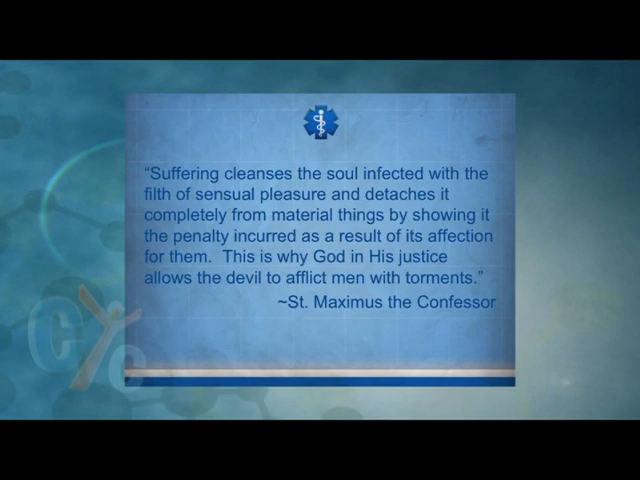 “Suffering cleanses the soul infected with the
filth of sensual pleasure and detaches it
completely from material things by showing it
the penalty incurred as a result of its affection
for them.  This is why God in His justice
allows the devil to afflict men with torments.”
~St. Maximus the Confessor
CYC